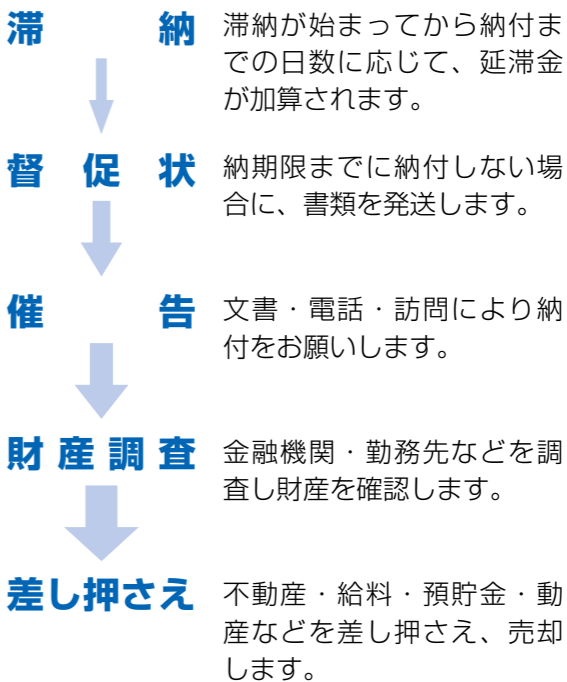 滞納
滞納が始まってから納付ま
での日数に応じて、延滞金
が加算されます。
督促状
納期限までに納付しない場
合に、書類を発送します。
催告
文書・電話・訪問により納
付をお願いします。
財産調査
金融機関・勤務先などを調
査し財産を確認します。
差し押さえ
不動産・給料・預貯金・動
産などを差し押さえ、売却
します。